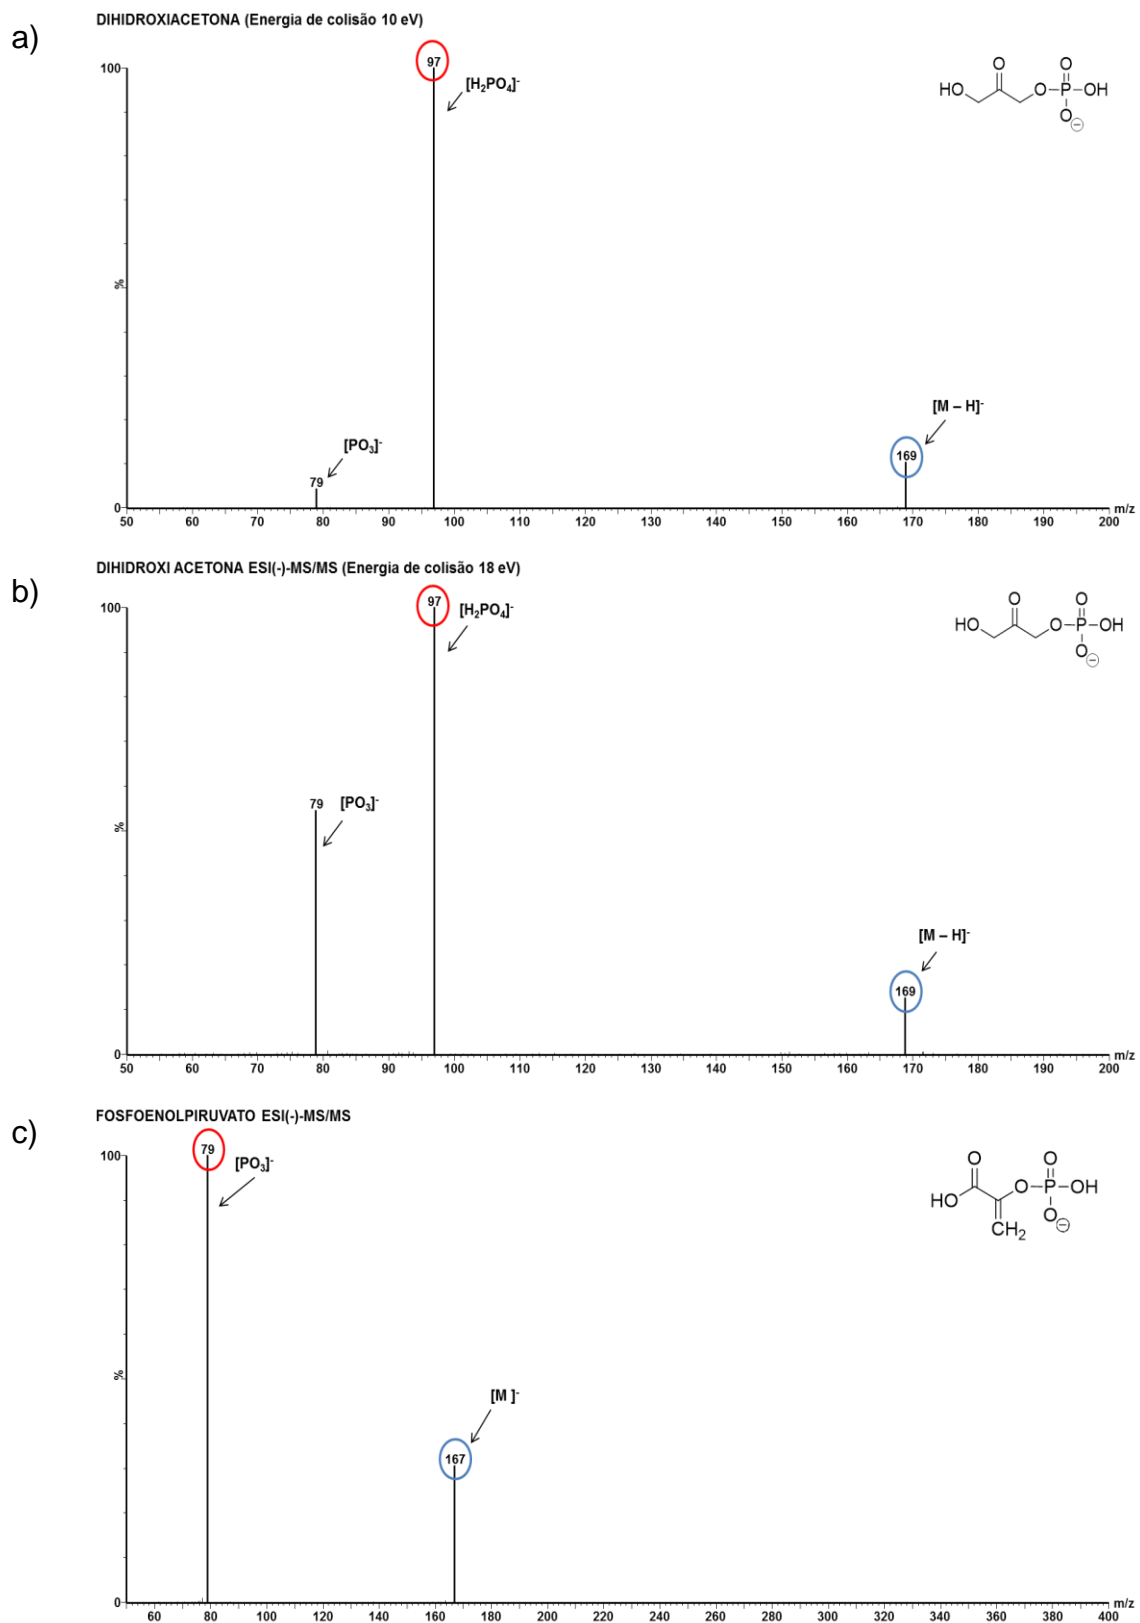 a)
DIHIDROXIACETONA (Energia de colisão 10 eV)
100
97
[H₂PO₄]⁻
HO O O P O OH O⊖
%
[M – H]⁻
169
[PO₃]⁻
79
0
50 60 70 80 90 100 110 120 130 140 150 160 170 180 190 200 m/z
b)
DIHIDROXI ACETONA ESI(-)-MS/MS (Energia de colisão 18 eV)
100
97
[H₂PO₄]⁻
HO O O P O OH O⊖
79
[PO₃]⁻
%
[M – H]⁻
169
0
50 60 70 80 90 100 110 120 130 140 150 160 170 180 190 200 m/z
c)
FOSFOENOLPIRUVATO ESI(-)-MS/MS
100
79
[PO₃]⁻
O HO O P O OH O⊖ CH₂
%
[M ]⁻
167
0
60 80 100 120 140 160 180 200 220 240 260 280 300 320 340 360 380 400 m/z